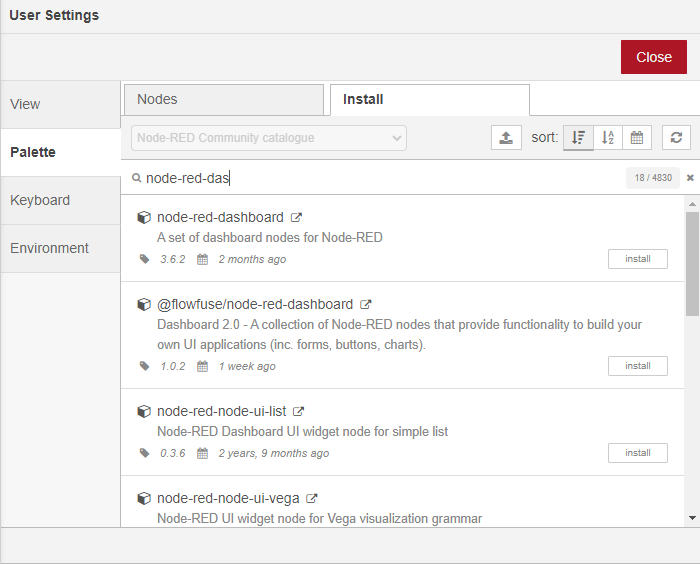 User Settings
Close
View
Palette
Keyboard
Environment
Nodes
Install
Node-RED Community catalogue
sort:
node-red-das
18 / 4830
node-red-dashboard
A set of dashboard nodes for Node-RED
3.6.2 2 months ago
install
@flowfuse/node-red-dashboard
Dashboard 2.0 - A collection of Node-RED nodes that provide functionality to build your
own UI applications (inc. forms, buttons, charts).
1.0.2 1 week ago
install
node-red-node-ui-list
Node-RED Dashboard UI widget node for simple list
0.3.6 2 years, 9 months ago
install
node-red-node-ui-vega
Node-RED UI widget node for Vega visualization grammar